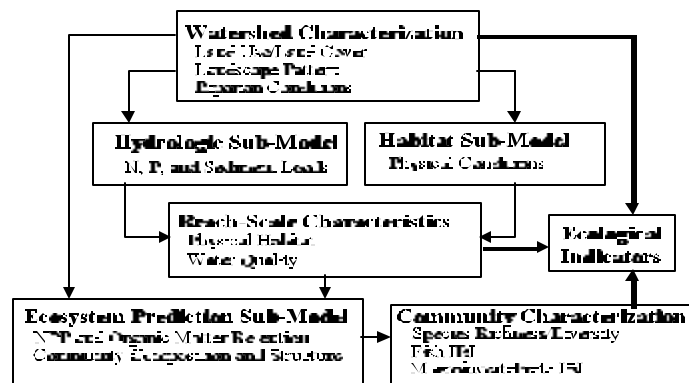 Watershed Characterization
Land Use/Land Cover
Landscape Pattern
Riparian Conditions
Hydrologic Sub-Model
N, P, and Sediment Loads
Habitat Sub-Model
Physical Conditions
Reach-Scale Characteristics
Physical Habitat
Water Quality
Ecological
Indicators
Ecosystem Prediction Sub-Model
NPP and Organic Matter Retention
Community Composition and Structure
Community Characterization
Species Richness/Diversity
Fish IBI
Macroinvertebrate IBI